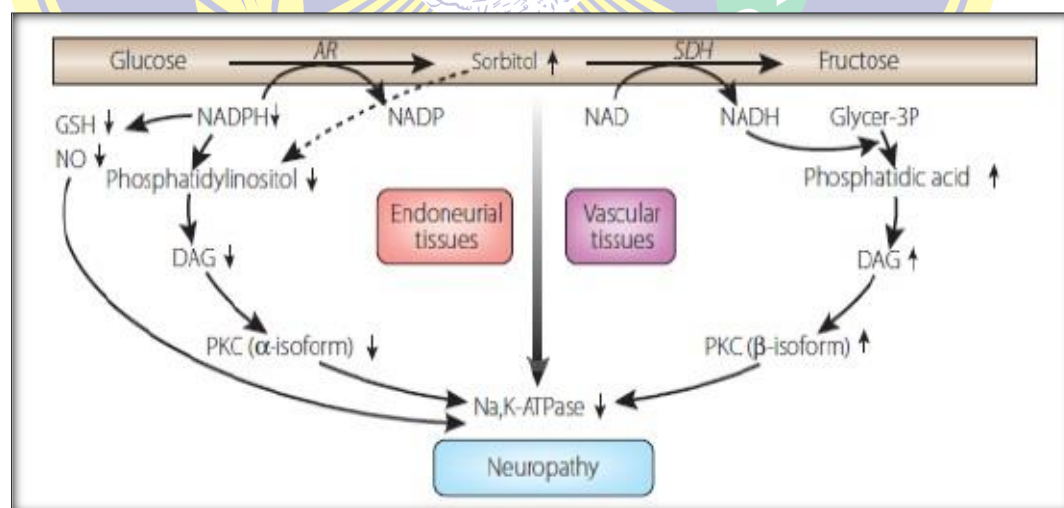 Glucose AR Sorbitol ↑ SDH Fructose
GSH ↓ NADPH↓ NADP NAD NADH Glycer-3P
NO ↓
Phosphatidylinositol ↓ Phosphatidic acid ↑
Endoneurial
tissues
Vascular
tissues
DAG ↓ DAG ↑
PKC (α-isoform) ↓ PKC (β-isoform) ↑
Na,K-ATPase ↓
Neuropathy